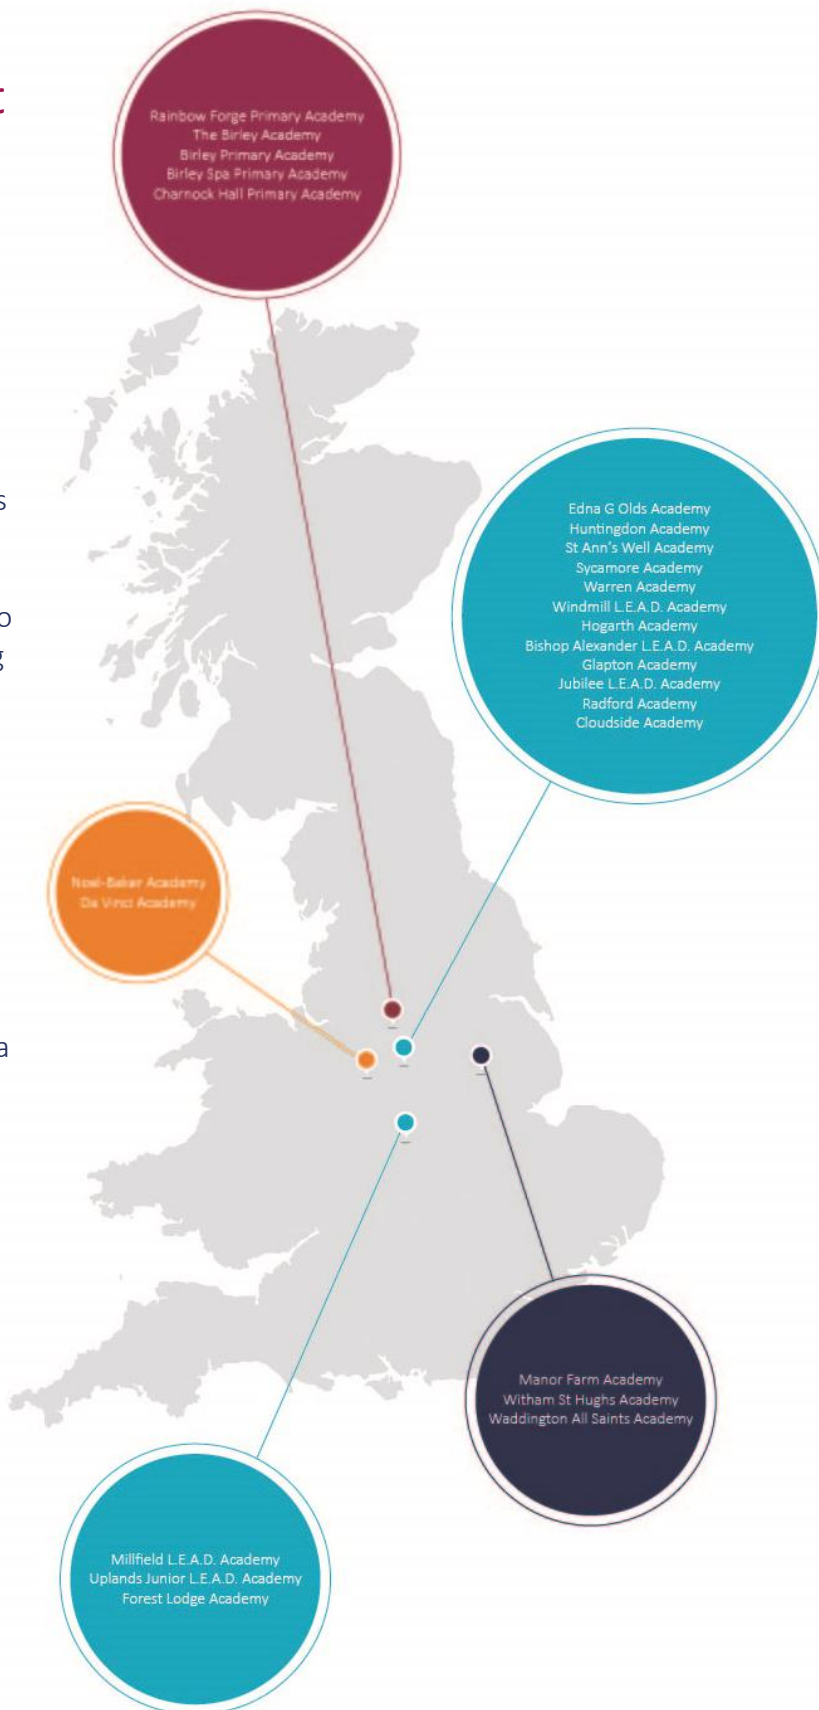 t
Rainbow Forge Primary Academy
The Birley Academy
Birley Primary Academy
Birley Spa Primary Academy
Charnock Hall Primary Academy
s
o
g
Edna G Olds Academy
Huntingdon Academy
St Ann's Well Academy
Sycamore Academy
Warren Academy
Windmill L.E.A.D. Academy
Hogarth Academy
Bishop Alexander L.E.A.D. Academy
Glapton Academy
Jubilee L.E.A.D. Academy
Radford Academy
Cloudside Academy
Noel-Baker Academy
Da Vinci Academy
a
Manor Farm Academy
Witham St Hughs Academy
Waddington All Saints Academy
Millfield L.E.A.D. Academy
Uplands Junior L.E.A.D. Academy
Forest Lodge Academy